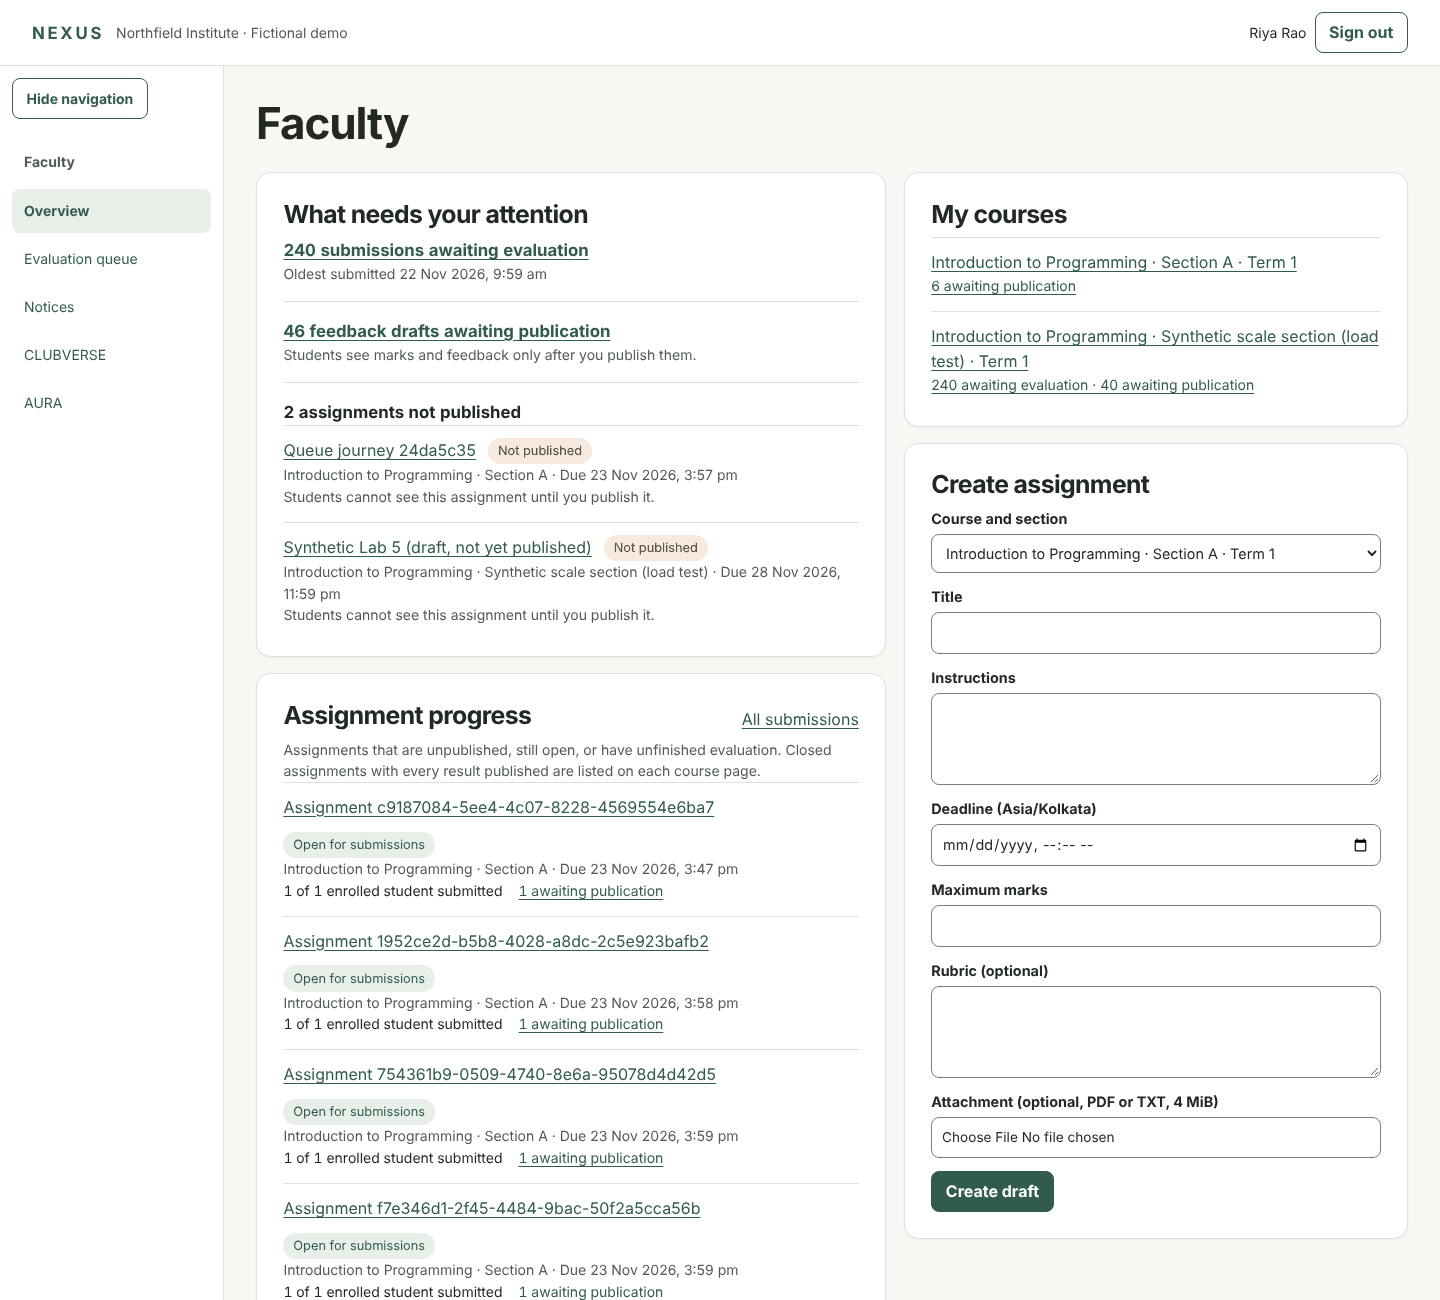 NEXUS Northfield Institute · Fictional demo
Riya Rao Sign out
Hide navigation
Faculty
Overview
Evaluation queue
Notices
CLUBVERSE
AURA
Faculty
What needs your attention
240 submissions awaiting evaluation
Oldest submitted 22 Nov 2026, 9:59 am
46 feedback drafts awaiting publication
Students see marks and feedback only after you publish them.
2 assignments not published
Queue journey 24da5c35 Not published
Introduction to Programming · Section A · Due 23 Nov 2026, 3:57 pm
Students cannot see this assignment until you publish it.
Synthetic Lab 5 (draft, not yet published) Not published
Introduction to Programming · Synthetic scale section (load test) · Due 28 Nov 2026,
11:59 pm
Students cannot see this assignment until you publish it.
Assignment progress All submissions
Assignments that are unpublished, still open, or have unfinished evaluation. Closed
assignments with every result published are listed on each course page.
Assignment c9187084-5ee4-4c07-8228-4569554e6ba7
Open for submissions
Introduction to Programming · Section A · Due 23 Nov 2026, 3:47 pm
1 of 1 enrolled student submitted 1 awaiting publication
Assignment 1952ce2d-b5b8-4028-a8dc-2c5e923bafb2
Open for submissions
Introduction to Programming · Section A · Due 23 Nov 2026, 3:58 pm
1 of 1 enrolled student submitted 1 awaiting publication
Assignment 754361b9-0509-4740-8e6a-95078d4d42d5
Open for submissions
Introduction to Programming · Section A · Due 23 Nov 2026, 3:59 pm
1 of 1 enrolled student submitted 1 awaiting publication
Assignment f7e346d1-2f45-4484-9bac-50f2a5cca56b
Open for submissions
Introduction to Programming · Section A · Due 23 Nov 2026, 3:59 pm
1 of 1 enrolled student submitted 1 awaiting publication
My courses
Introduction to Programming · Section A · Term 1
6 awaiting publication
Introduction to Programming · Synthetic scale section (load
test) · Term 1
240 awaiting evaluation · 40 awaiting publication
Create assignment
Course and section
Introduction to Programming · Section A · Term 1
Title
Instructions
Deadline (Asia/Kolkata)
mm/dd/yyyy, --:-- --
Maximum marks
Rubric (optional)
Attachment (optional, PDF or TXT, 4 MiB)
Choose File No file chosen
Create draft